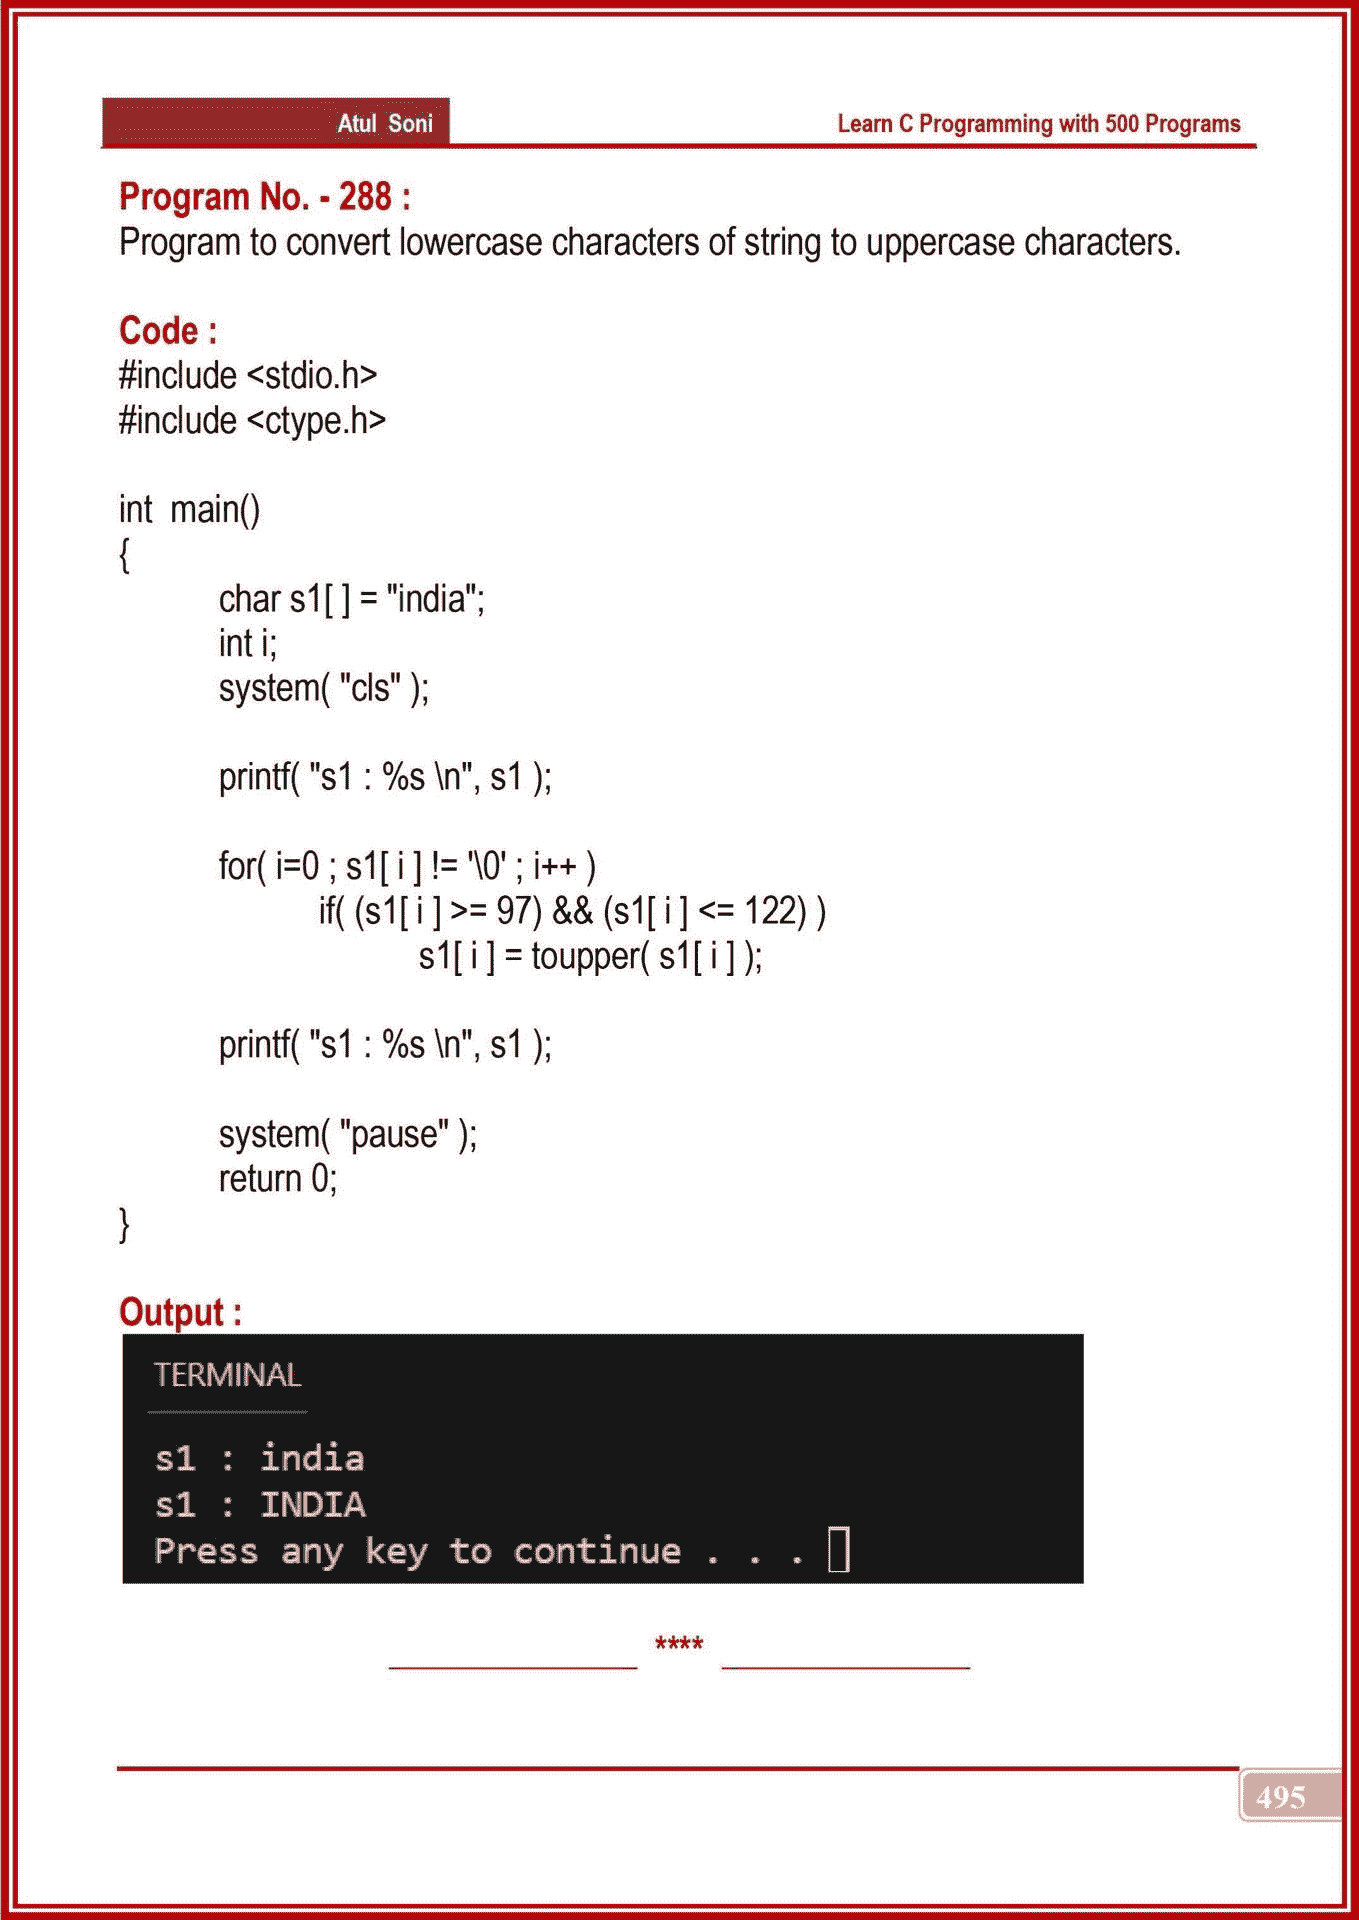 Atul Soni
Learn C Programming with 500 Programs
Program No. - 288 :
Program to convert lowercase characters of string to uppercase characters.
Code :
#include <stdio.h>
#include <ctype.h>
int main()
{
char s1[ ] = "india";
int i;
system( "cls" );
printf( "s1 : %s \n", s1 );
for( i=0 ; s1[ i ] != '\0' ; i++ )
if( (s1[ i ] >= 97) && (s1[ i ] <= 122) )
s1[ i ] = toupper( s1[ i ] );
printf( "s1 : %s \n", s1 );
system( "pause" );
return 0;
}
Output :
TERMINAL
s1 : india
s1 : INDIA
Press any key to continue . . .
****
495